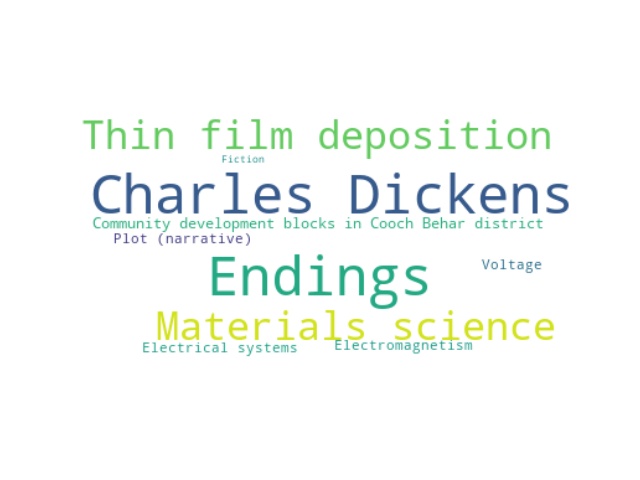 Thin film deposition
Fiction
Charles Dickens
Community development blocks in Cooch Behar district
Plot (narrative)
Endings
Voltage
Materials science
Electrical systems
Electromagnetism